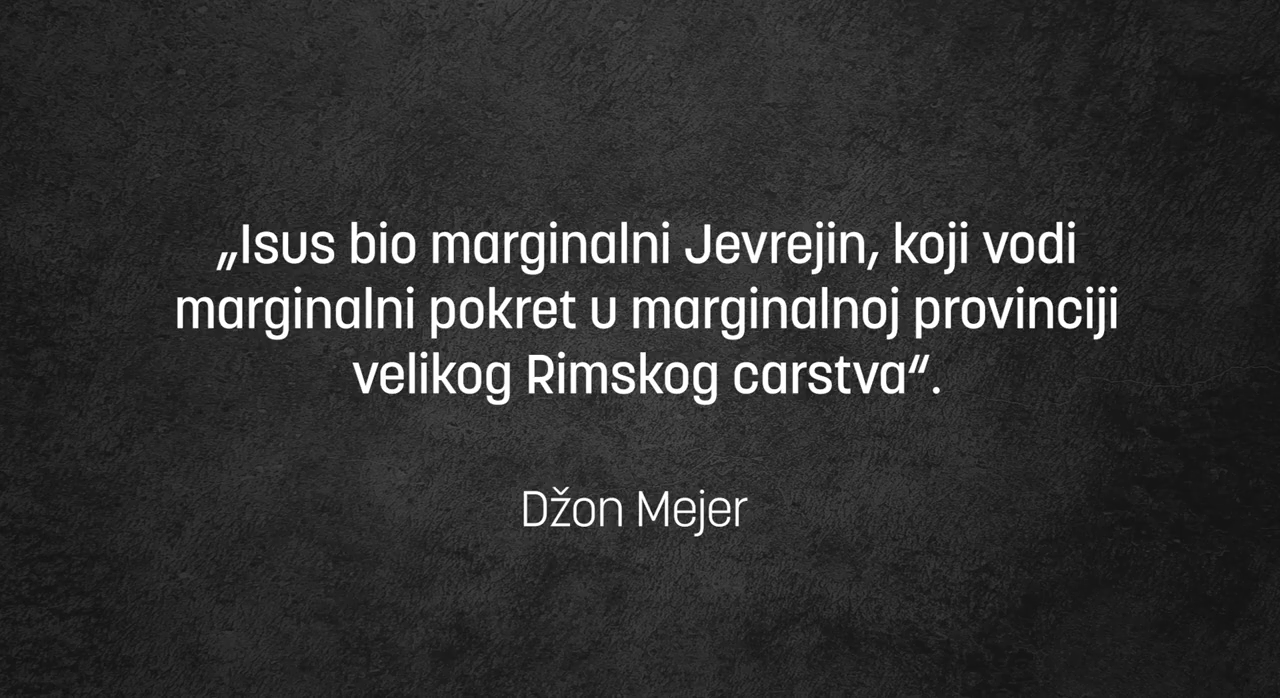 „Isus bio marginalni Jevrejin, koji vodi
marginalni pokret u marginalnoj provinciji
velikog Rimskog carstva“.
Džon Mejer